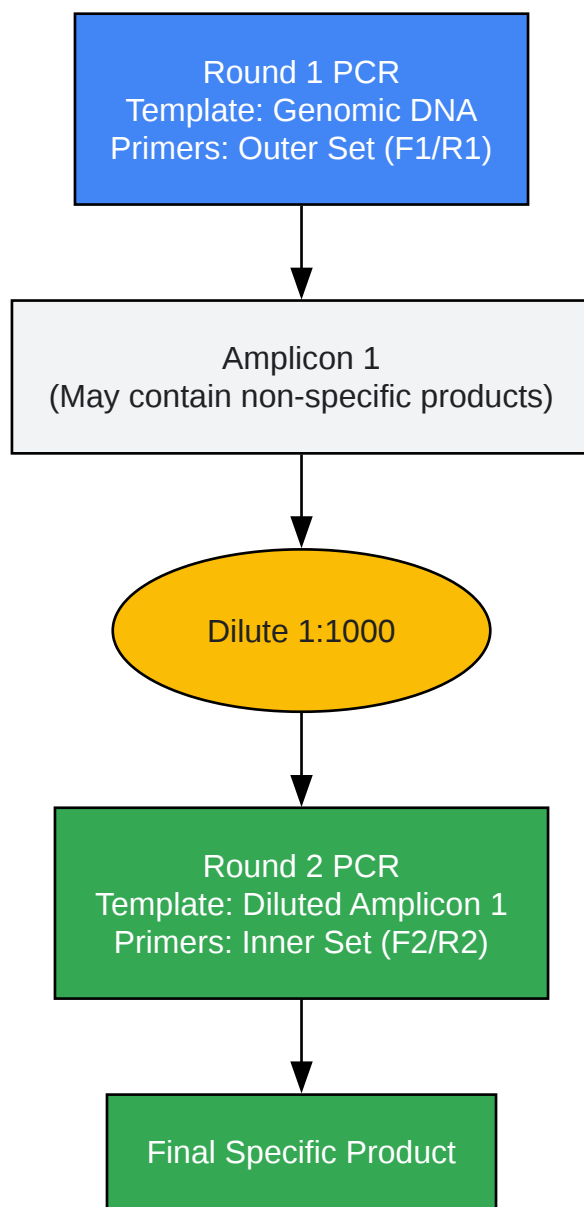 Round 1 PCR
Template: Genomic DNA
Primers: Outer Set (F1/R1)
Amplicon 1
(May contain non-specific products)
Dilute 1:1000
Round 2 PCR
Template: Diluted Amplicon 1
Primers: Inner Set (F2/R2)
Final Specific Product